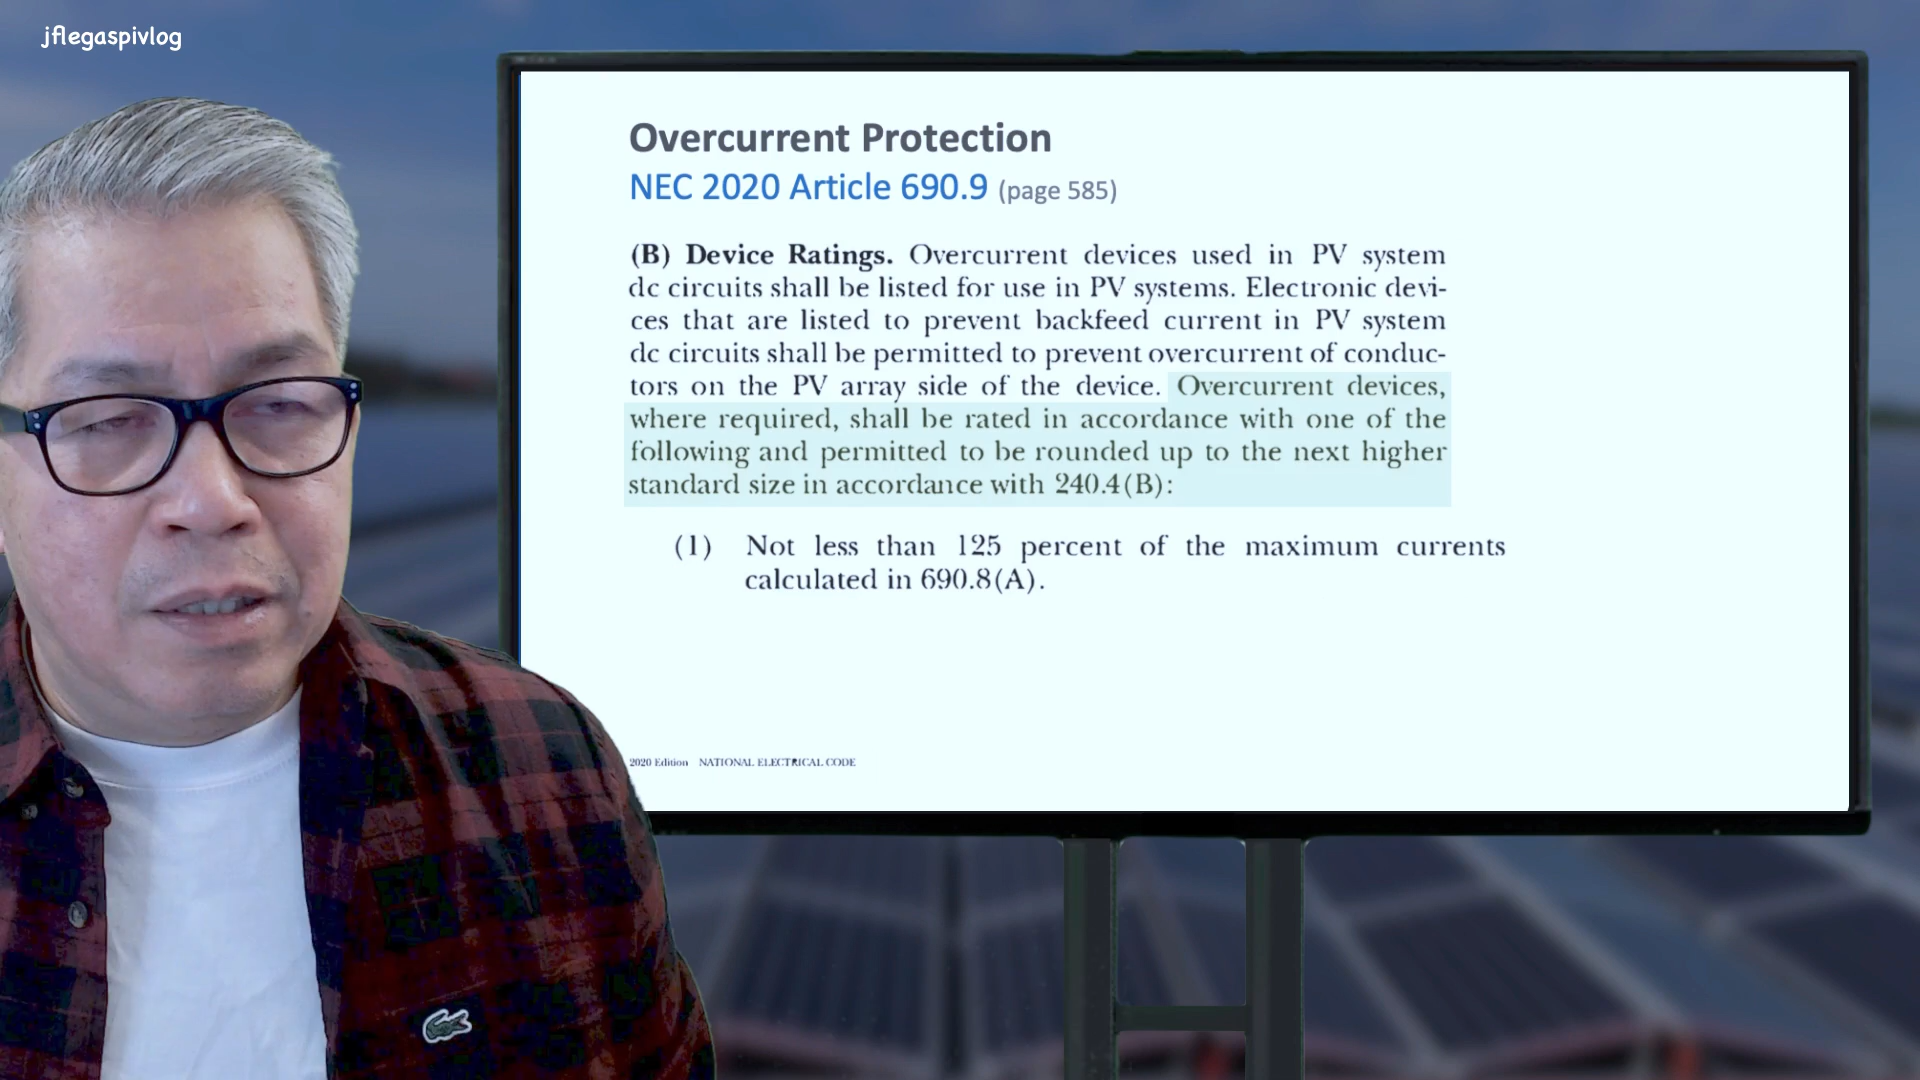 jflegaspivlog
Overcurrent Protection
NEC 2020 Article 690.9 (page 585)
(B) Device Ratings. Overcurrent devices used in PV system
dc circuits shall be listed for use in PV systems. Electronic devi-
ces that are listed to prevent backfeed current in PV system
dc circuits shall be permitted to prevent overcurrent of conduc-
tors on the PV array side of the device. Overcurrent devices,
where required, shall be rated in accordance with one of the
following and permitted to be rounded up to the next higher
standard size in accordance with 240.4(B):
(1) Not less than 125 percent of the maximum currents
calculated in 690.8(A).
2020 Edition NATIONAL ELECTRICAL CODE